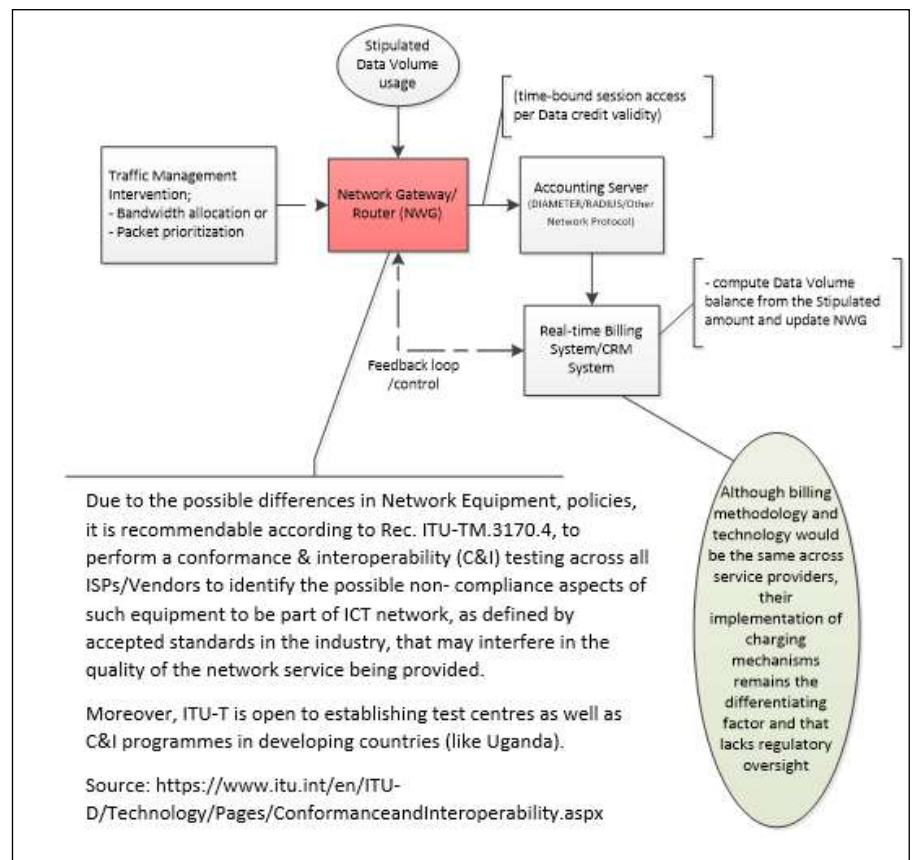 Stipulated
Data Volume
usage
(time-bound session access
per Data credit validity)
Traffic Management
Intervention;
- Bandwidth allocation or
- Packet prioritization
Network Gateway/
Router (NWG)
Accounting Server
(DIAMETER/RADIUS/Other
Network Protocol)
- compute Data Volume
balance from the Stipulated
amount and update NWG
Real-time Billing
System/CRM
System
Feedback loop
/control
Due to the possible differences in Network Equipment, policies,
it is recommendable according to Rec. ITU-TM.3170.4, to
perform a conformance & interoperability (C&I) testing across all
ISPs/Vendors to identify the possible non- compliance aspects of
such equipment to be part of ICT network, as defined by
accepted standards in the industry, that may interfere in the
quality of the network service being provided.
Moreover, ITU-T is open to establishing test centres as well as
C&I programmes in developing countries (like Uganda).
Source: https://www.itu.int/en/ITU-
D/Technology/Pages/ConformanceandInteroperability.aspx
Although billing
methodology and
technology would
be the same across
service providers,
their
implementation of
charging
mechanisms
remains the
differentiating
factor and that
lacks regulatory
oversight